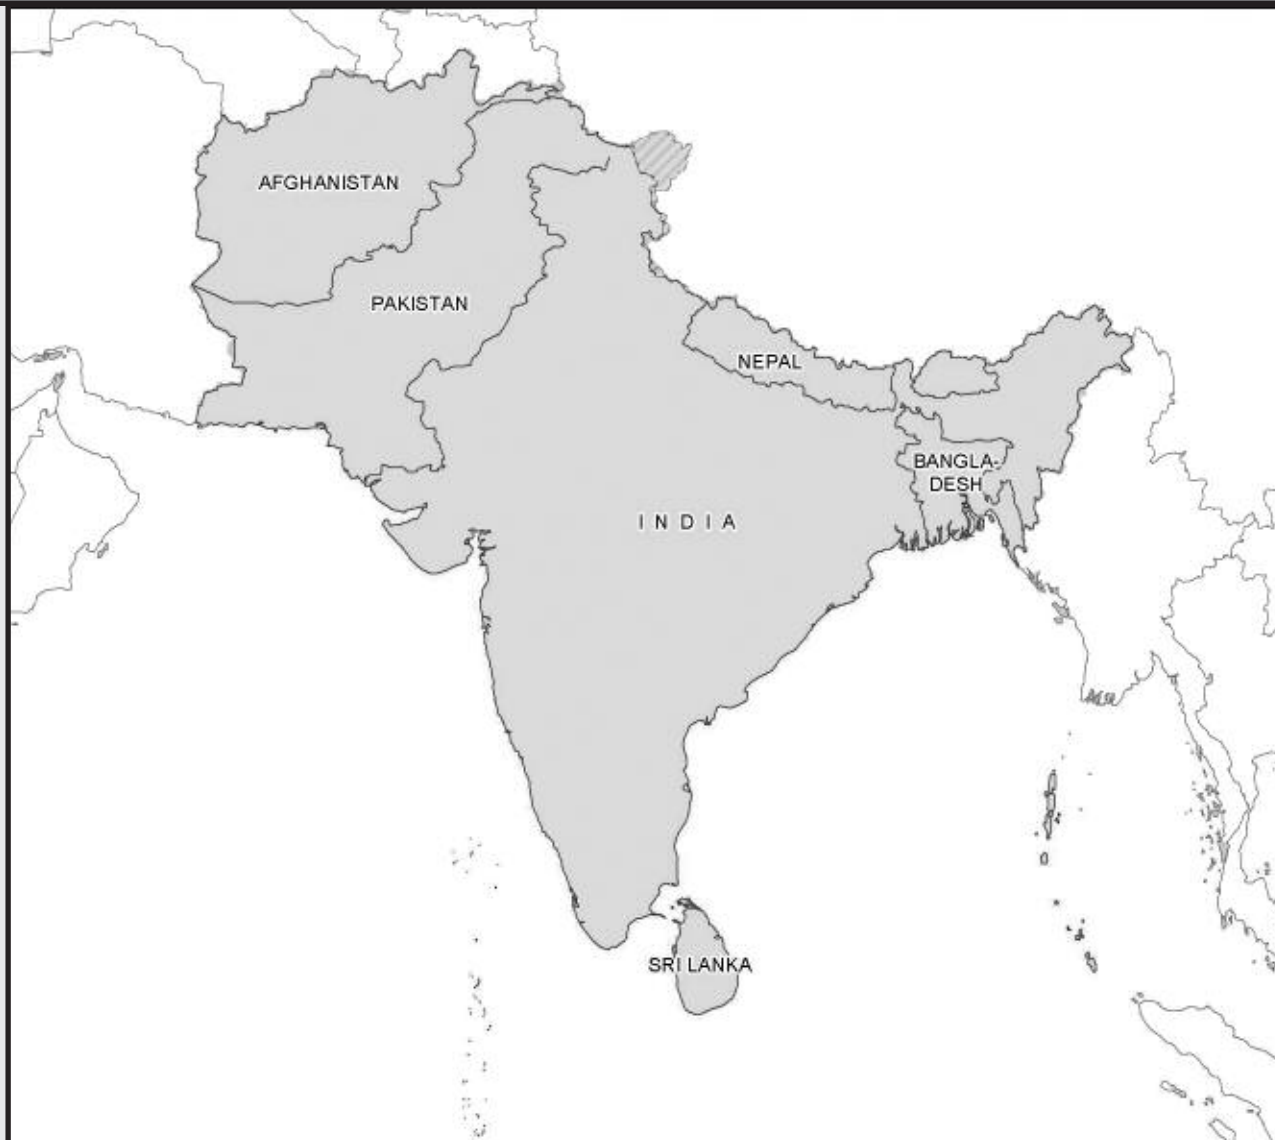 AFGHANISTAN
PAKISTAN
NEPAL
BANGLA-
DESH
I N D I A
SRI LANKA